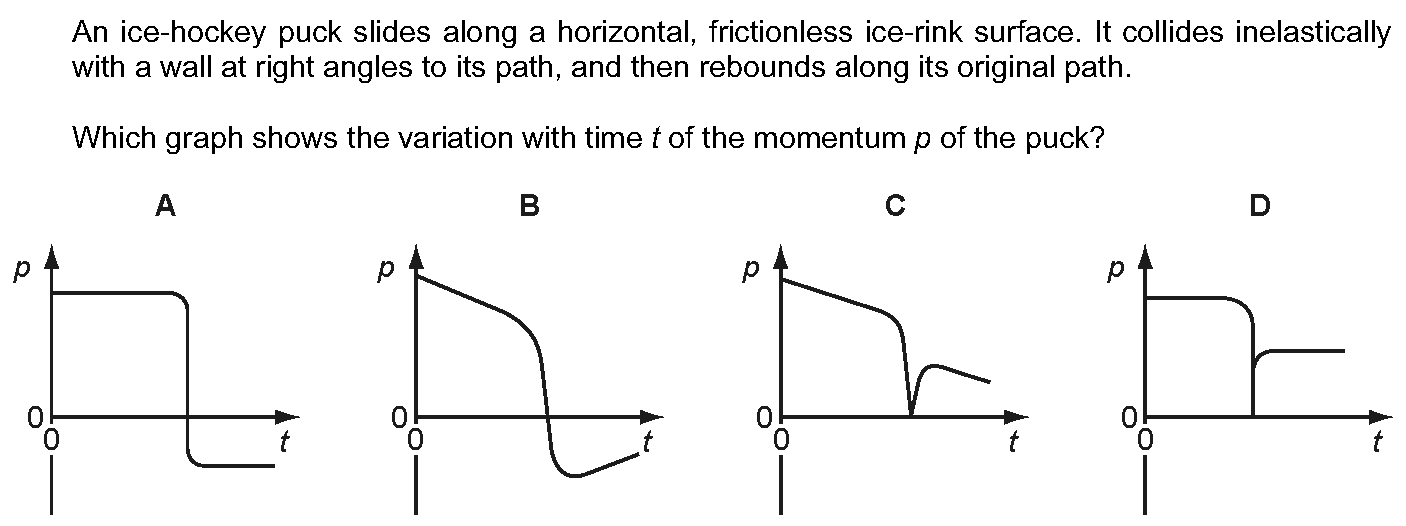 An ice-hockey puck slides along a horizontal, frictionless ice-rink surface. It collides inelastically
with a wall at right angles to its path, and then rebounds along its original path.
Which graph shows the variation with time t of the momentum p of the puck?
A B C D
p p p p
0 0 0 0
0 t 0 t 0 t 0 t